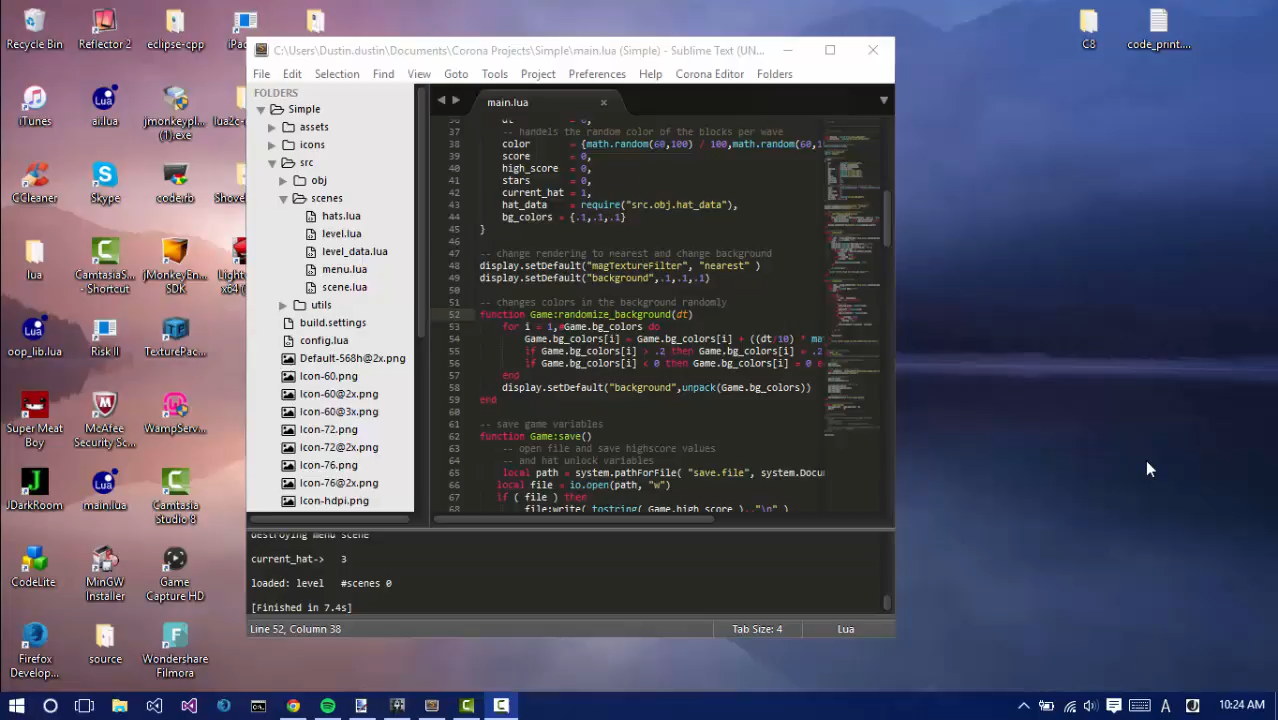 Recycle Bin
Reflector 2
eclipse-cpp
iTunes
ai.lua
jmonkeypl...
(1).exe
CCleaner
Skype
code.rb
lua
CamtasiaS...
- Shortcut
jMonkeyEn...
SDK
oop_lib.lua
Risk II
TexturePac...
Super Meat
Boy
McAfee
Security Sc...
WampServ...
JDarkRoom
main.lua
Camtasia
Studio 8
CodeLite
MinGW
Installer
Game
Capture HD
Firefox
Develop...
source
Wondershare
Filmora
C8
code_print....
C:\Users\Dustin.dustin\Documents\Corona Projects\Simple\main.lua (Simple) - Sublime Text (UN...
File Edit Selection Find View Goto Tools Project Preferences Help Corona Editor Folders
FOLDERS
Simple
assets
icons
src
obj
scenes
hats.lua
level.lua
level_data.lua
menu.lua
scene.lua
utils
build.settings
config.lua
Default-568h@2x.png
Icon-60.png
Icon-60@2x.png
Icon-60@3x.png
Icon-72.png
Icon-72@2x.png
Icon-76.png
Icon-76@2x.png
Icon-hdpi.png
main.lua
37 -- handels the random color of the blocks per wave
38 color = {math.random(60,100) / 100,math.random(60,1
39 score = 0,
40 high_score = 0,
41 stars = 0,
42 current_hat = 1,
43 hat_data = require("src.obj.hat_data"),
44 bg_colors = {.1,.1,.1}
45 }
46
47 -- change rendering to nearest and change background
48 display.setDefault("magTextureFilter", "nearest" )
49 display.setDefault("background",.1,.1,.1)
50
51 -- changes colors in the background randomly
52 function Game:randomize_background(dt)
53 for i = 1,#Game.bg_colors do
54 Game.bg_colors[i] = Game.bg_colors[i] + ((dt/10) * ma
55 if Game.bg_colors[i] > .2 then Game.bg_colors[i] = .2
56 if Game.bg_colors[i] < 0 then Game.bg_colors[i] = 0 e
57 end
58 display.setDefault("background",unpack(Game.bg_colors))
59 end
60
61 -- save game variables
62 function Game:save()
63 -- open file and save highscore values
64 -- and hat unlock variables
65 local path = system.pathForFile( "save.file", system.Docu
66 local file = io.open(path, "w")
67 if ( file ) then
68 file:write( tostring( Game.high_score ).."\n" )
destroying menu scene
current_hat-> 3
loaded: level #scenes 0
[Finished in 7.4s]
Line 52, Column 38
Tab Size: 4
Lua
10:24 AM